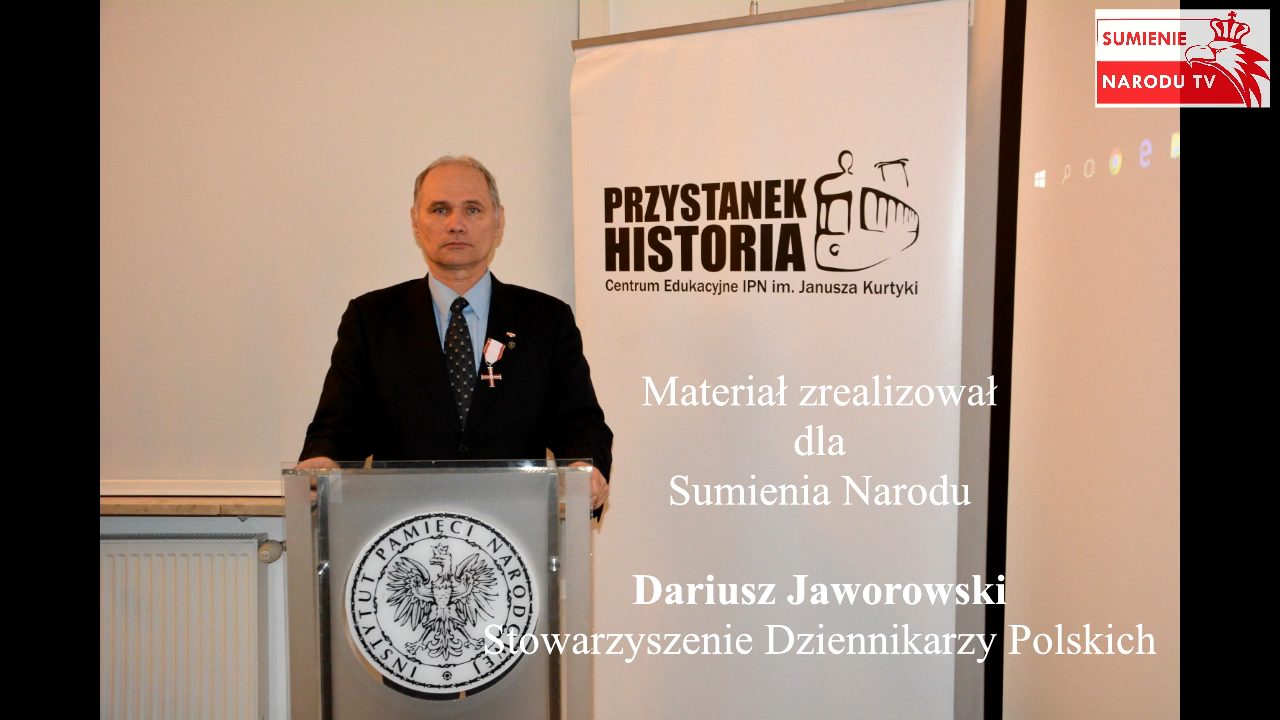 SUMIENIE
NARODU TV
PRZYSTANEK
HISTORIA
Centrum Edukacyjne IPN im. Janusza Kurtyki
Materiał zrealizował
dla
Sumienia Narodu
Dariusz Jaworowski
Stowarzyszenie Dziennikarzy Polskich
INSTYTUT PAMIĘCI NARODOWEJ